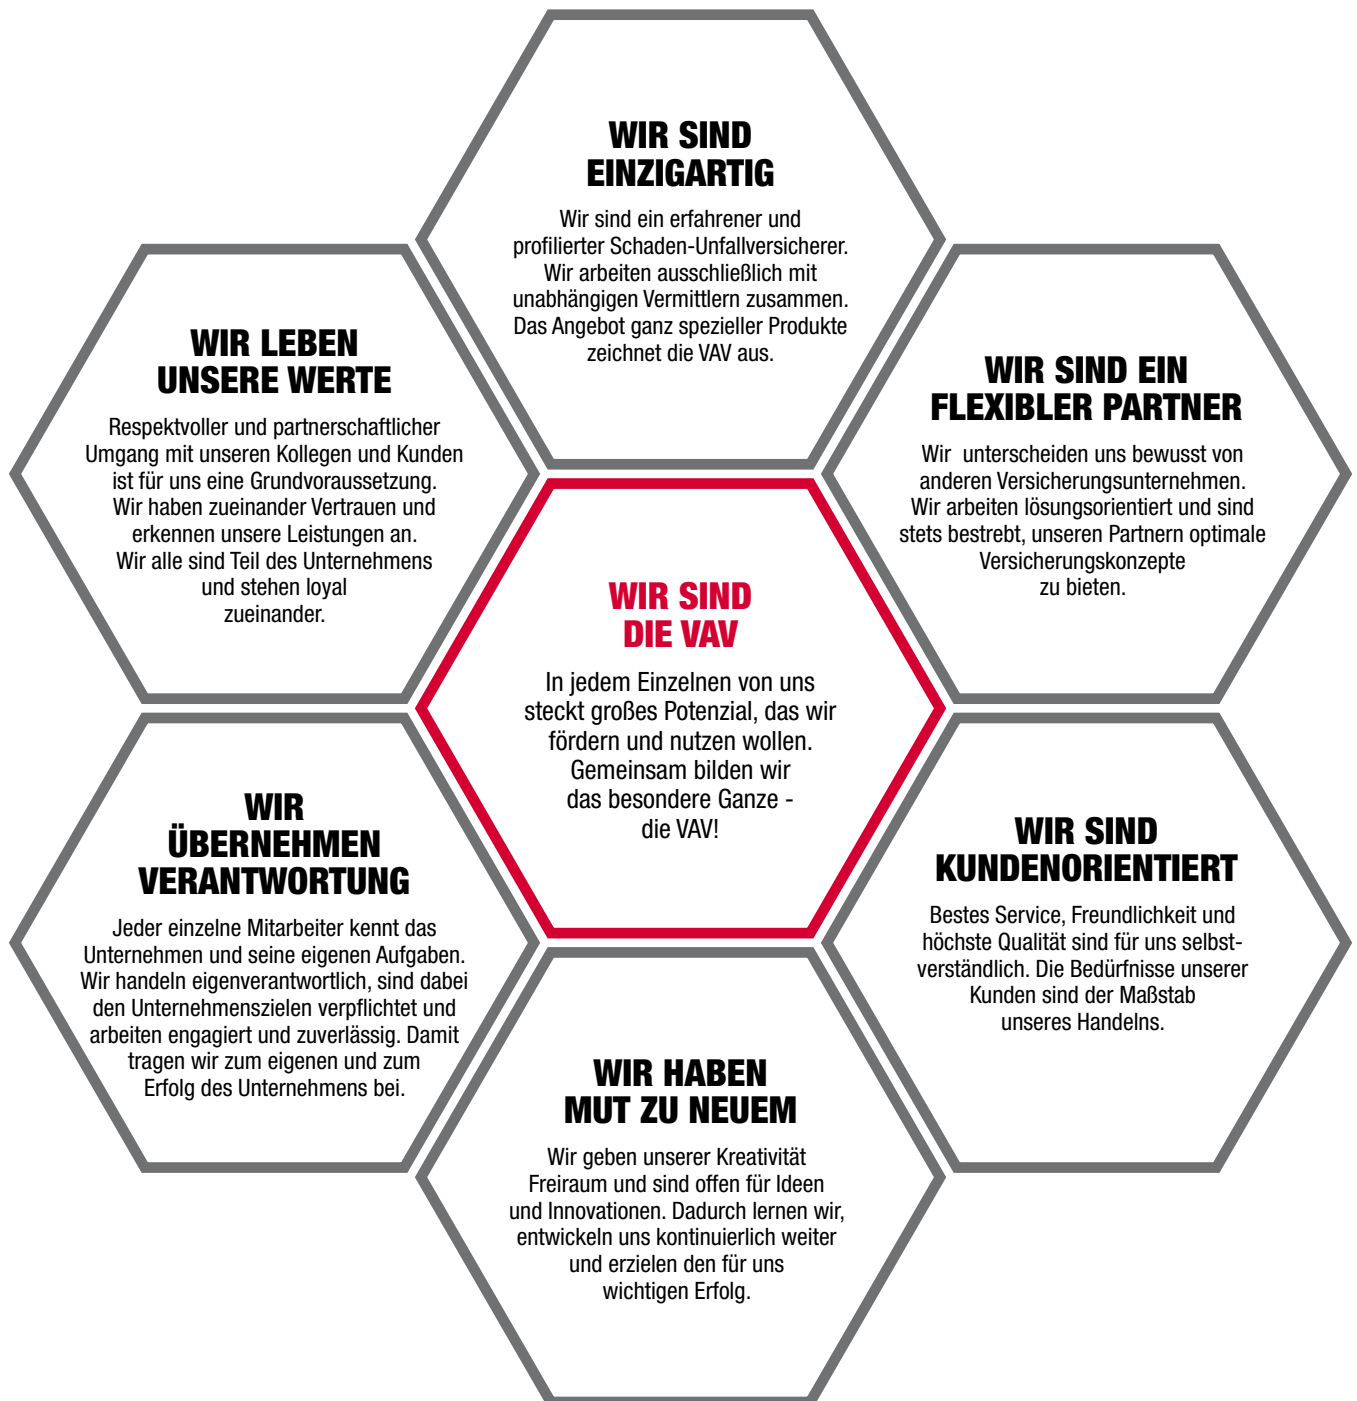 WIR SIND
EINZIGARTIG
Wir sind ein erfahrener und
profilierter Schaden-Unfallversicherer.
Wir arbeiten ausschließlich mit
unabhängigen Vermittlern zusammen.
Das Angebot ganz spezieller Produkte
zeichnet die VAV aus.
WIR LEBEN
UNSERE WERTE
Respektvoller und partnerschaftlicher
Umgang mit unseren Kollegen und Kunden
ist für uns eine Grundvoraussetzung.
Wir haben zueinander Vertrauen und
erkennen unsere Leistungen an.
Wir alle sind Teil des Unternehmens
und stehen loyal
zueinander.
WIR SIND EIN
FLEXIBLER PARTNER
Wir  unterscheiden uns bewusst von
anderen Versicherungsunternehmen.
Wir arbeiten lösungsorientiert und sind
stets bestrebt, unseren Partnern optimale
Versicherungskonzepte
zu bieten.
WIR SIND
DIE VAV
In jedem Einzelnen von uns
steckt großes Potenzial, das wir
fördern und nutzen wollen.
Gemeinsam bilden wir
das besondere Ganze -
die VAV!
WIR
ÜBERNEHMEN
VERANTWORTUNG
Jeder einzelne Mitarbeiter kennt das
Unternehmen und seine eigenen Aufgaben.
Wir handeln eigenverantwortlich, sind dabei
den Unternehmenszielen verpflichtet und
arbeiten engagiert und zuverlässig. Damit
tragen wir zum eigenen und zum
Erfolg des Unternehmens bei.
WIR SIND
KUNDENORIENTIERT
Bestes Service, Freundlichkeit und
höchste Qualität sind für uns selbst-
verständlich. Die Bedürfnisse unserer
Kunden sind der Maßstab
unseres Handelns.
WIR HABEN
MUT ZU NEUEM
Wir geben unserer Kreativität
Freiraum und sind offen für Ideen
und Innovationen. Dadurch lernen wir,
entwickeln uns kontinuierlich weiter
und erzielen den für uns
wichtigen Erfolg.